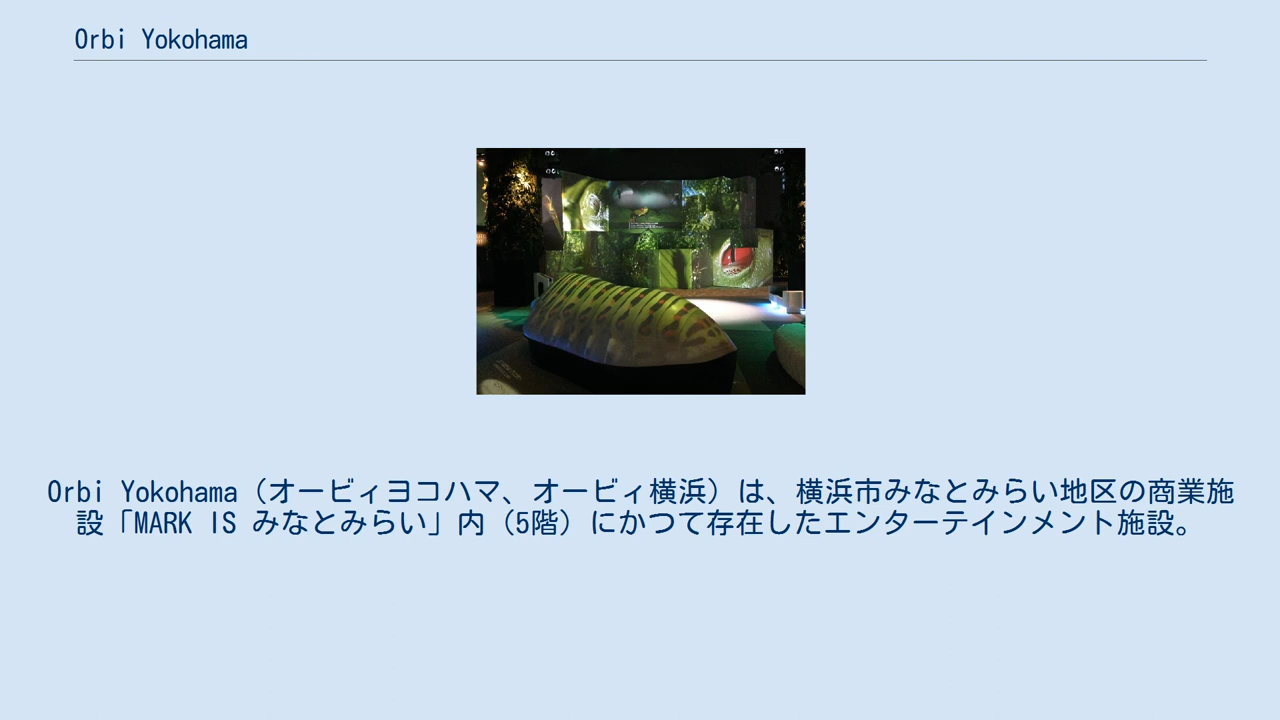 Orbi Yokohama
Orbi Yokohama（オービィヨコハマ、オービィ横浜）は、横浜市みなとみらい地区の商業施
設「MARK IS みなとみらい」内（5階）にかつて存在したエンターテインメント施設。